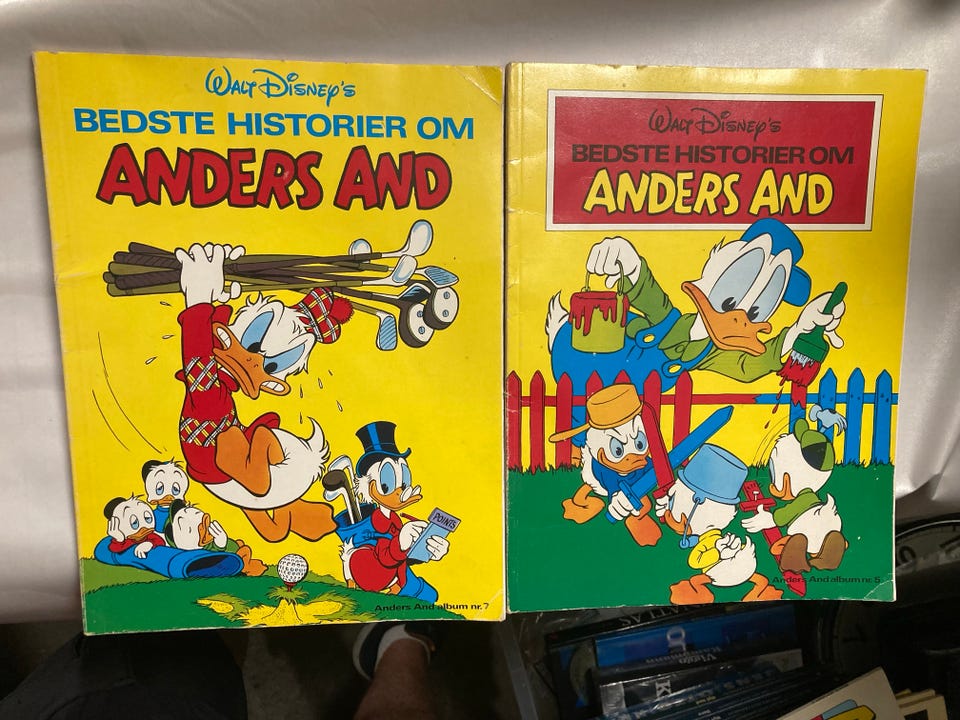 WALT DISNEY'S
BEDSTE HISTORIER OM
ANDERS AND
POINTS
Anders And album nr. 7
WALT DISNEY'S
BEDSTE HISTORIER OM
ANDERS AND
Anders And album nr. 5